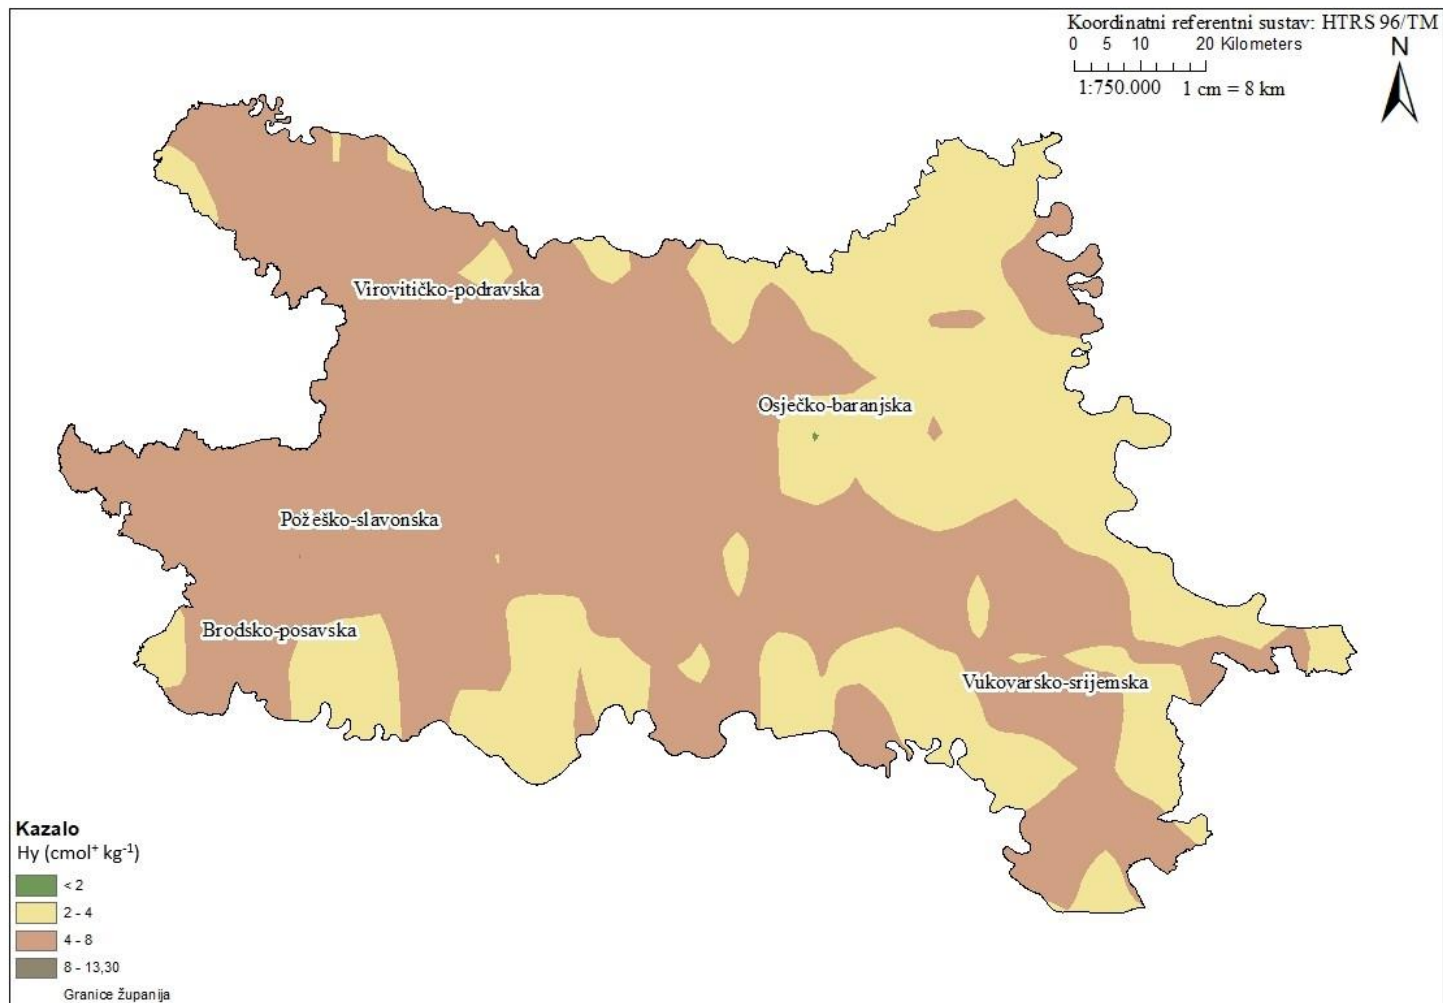 Koordinatni referentni sustav: HTRS 96/TM
0 5 10 20 Kilometers
N
1:750.000 1 cm = 8 km
Virovitičko-podravska
Osječko-baranjska
Požeško-slavonska
Brodsko-posavska
Vukovarsko-srijemska
Kazalo
Hy (cmol⁺ kg⁻¹)
< 2
2 - 4
4 - 8
8 - 13,30
Granice županija